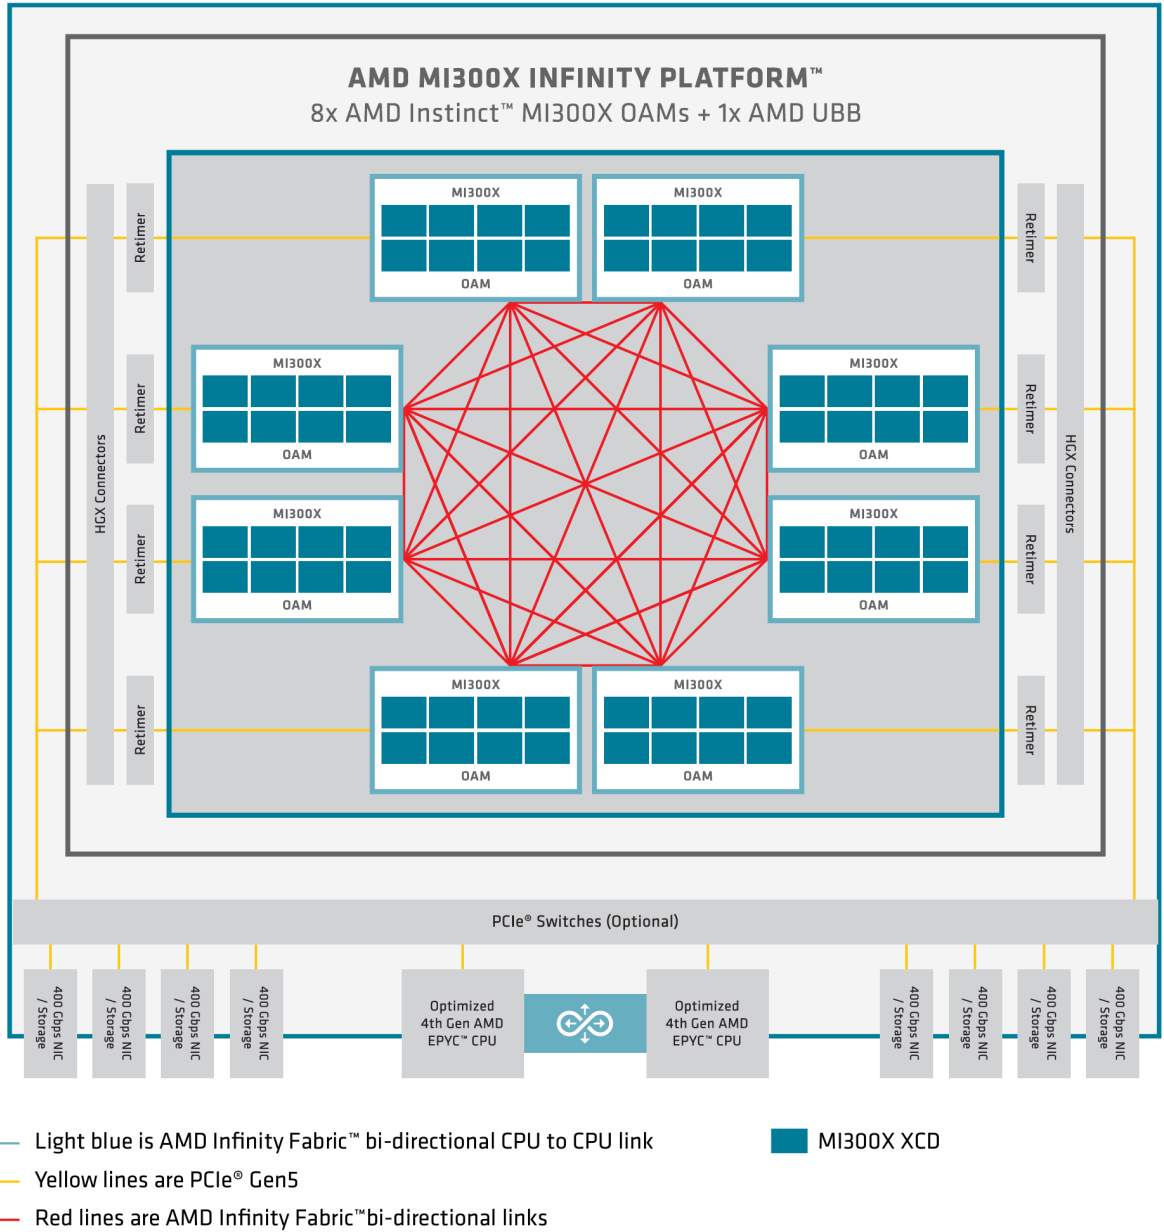 AMD MI300X INFINITY PLATFORM™
8x AMD Instinct™ MI300X OAMs + 1x AMD UBB
MI300X
OAM
MI300X
OAM
Retimer
Retimer
MI300X
OAM
MI300X
OAM
Retimer
Retimer
HGX Connectors
HGX Connectors
MI300X
OAM
MI300X
OAM
Retimer
Retimer
MI300X
OAM
MI300X
OAM
Retimer
Retimer
PCIe® Switches (Optional)
400 Gbps NIC
/ Storage
400 Gbps NIC
/ Storage
400 Gbps NIC
/ Storage
400 Gbps NIC
/ Storage
Optimized
4th Gen AMD
EPYC™ CPU
Optimized
4th Gen AMD
EPYC™ CPU
400 Gbps NIC
/ Storage
400 Gbps NIC
/ Storage
400 Gbps NIC
/ Storage
400 Gbps NIC
/ Storage
Light blue is AMD Infinity Fabric™ bi-directional CPU to CPU link
MI300X XCD
Yellow lines are PCIe® Gen5
Red lines are AMD Infinity Fabric™bi-directional links